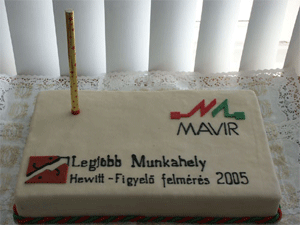 MAVIR
Legjobb Munkahely
Hewitt - Figyelő felmérés 2005